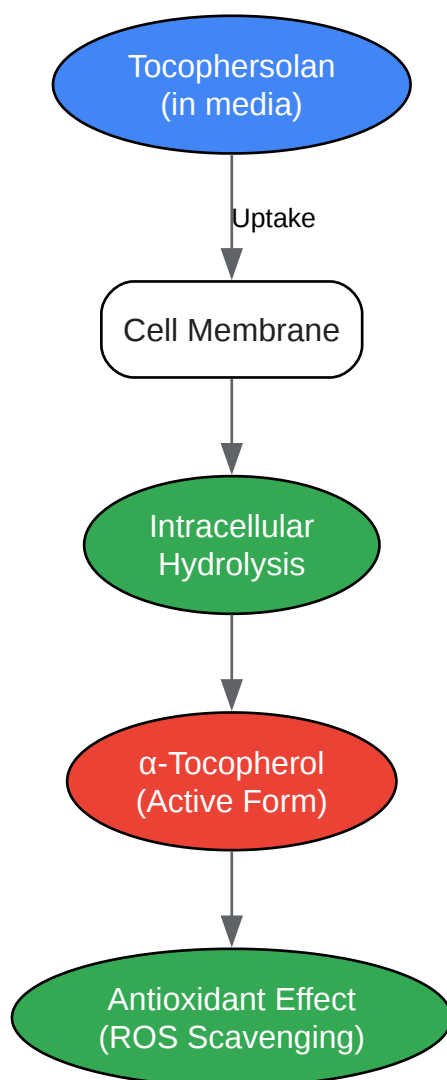 Tocophersolan
(in media)
Uptake
Cell Membrane
Intracellular
Hydrolysis
α-Tocopherol
(Active Form)
Antioxidant Effect
(ROS Scavenging)